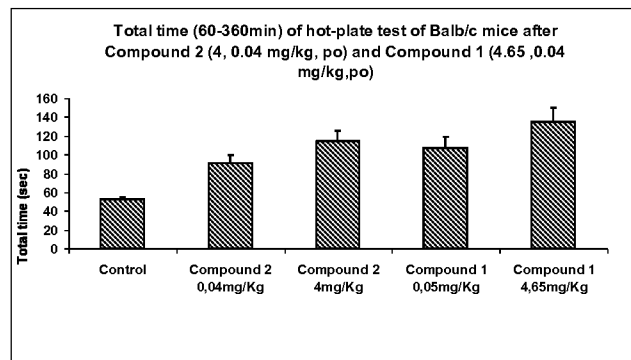 Total time (60-360min) of hot-plate test of Balb/c mice after
Compound 2 (4, 0.04 mg/kg, po) and Compound 1 (4.65 ,0.04
mg/kg,po)
Total time (sec)
160
140
120
100
80
60
40
20
0
Control
Compound 2
0,04mg/Kg
Compound 2
4mg/Kg
Compound 1
0,05mg/Kg
Compound 1
4,65mg/Kg